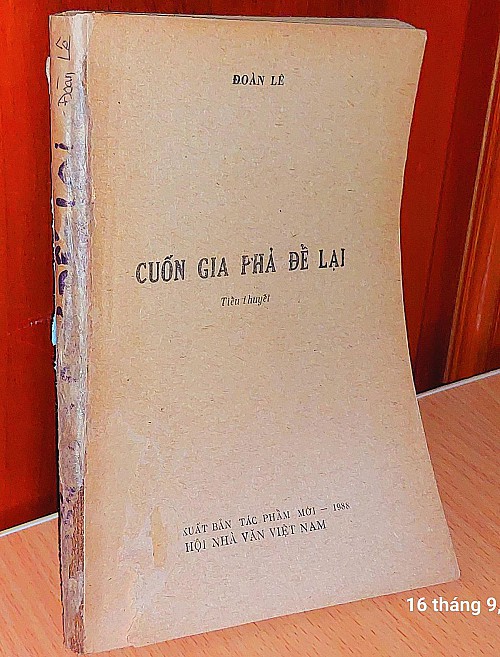 ĐOÀN LÊ
CUỐN GIA PHẢ ĐỂ LẠI
Tiểu thuyết
XUẤT BẢN TÁC PHẨM MỚI — 1988
HỘI NHÀ VĂN VIỆT NAM
Đoàn Lê
LẠI
16 tháng 9,